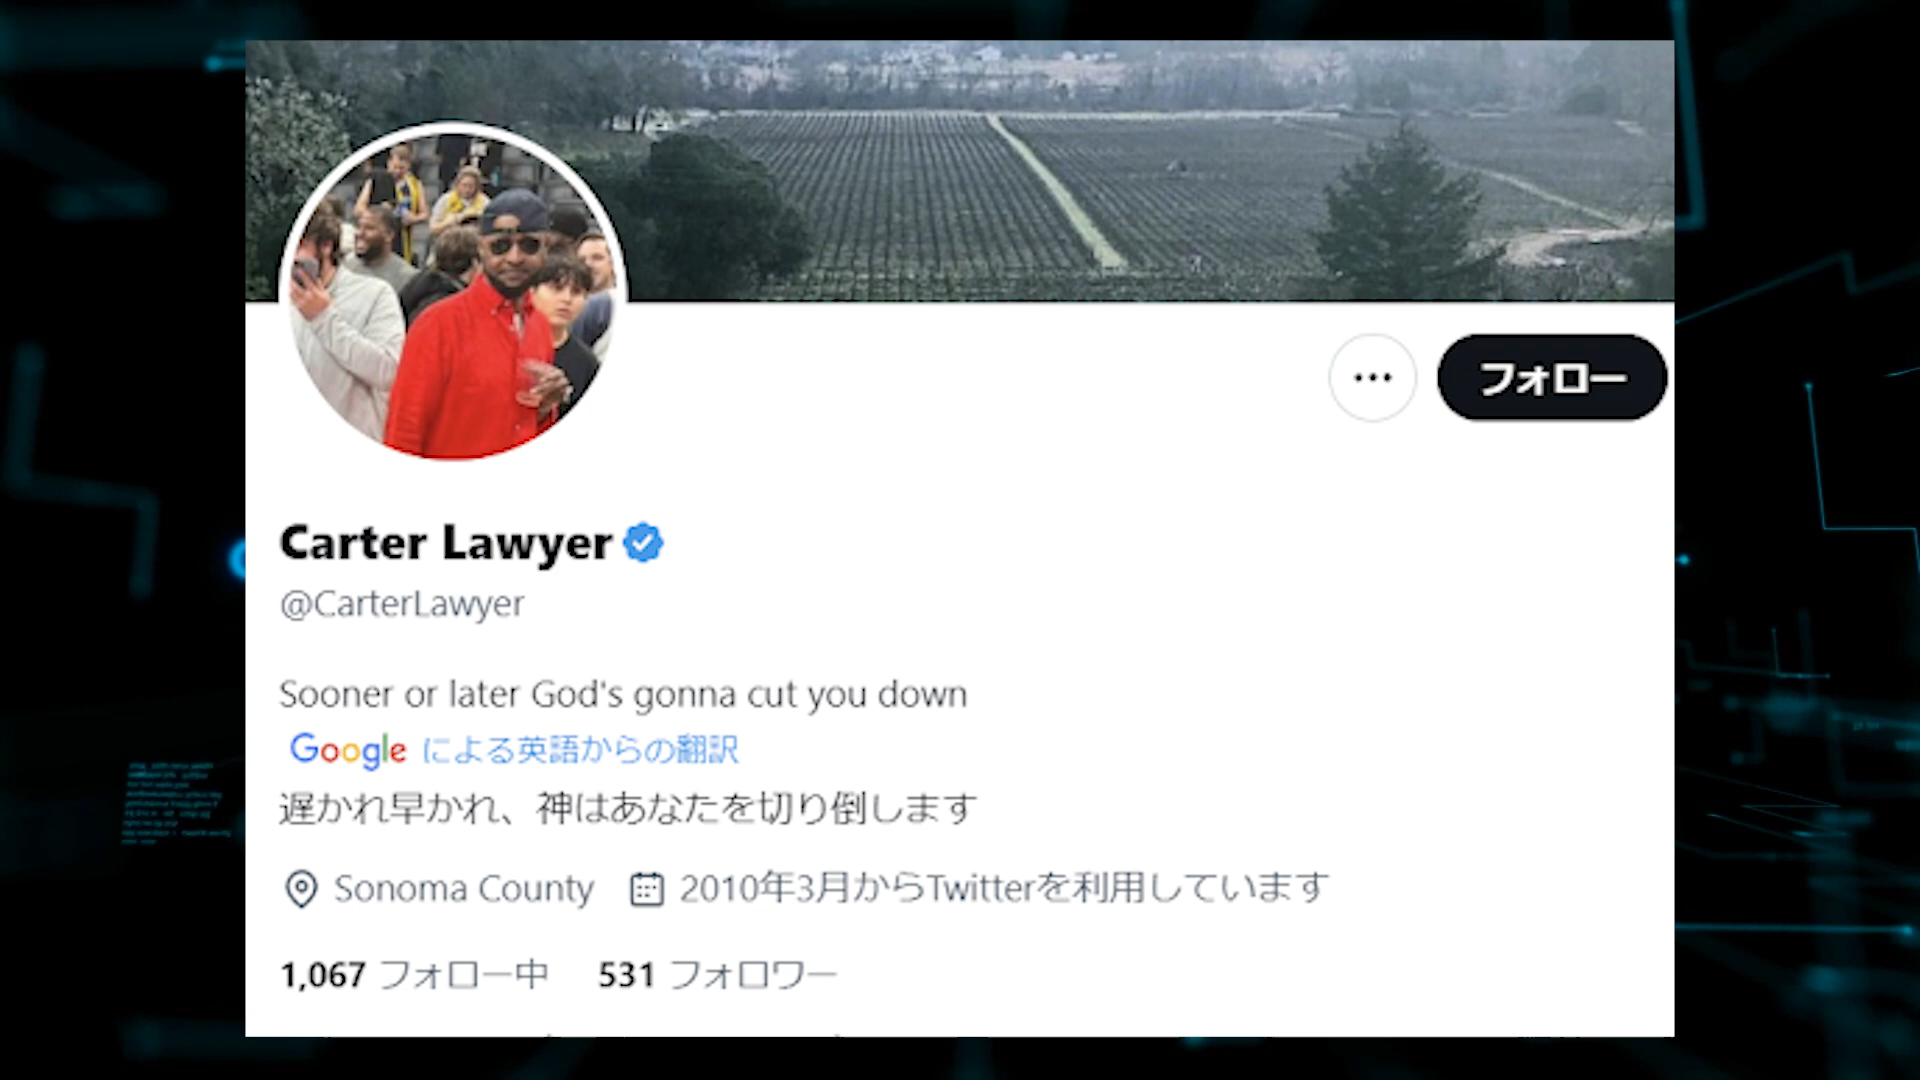 フォロー
Carter Lawyer
@CarterLawyer
Sooner or later God's gonna cut you down
Google による英語からの翻訳
遅かれ早かれ、神はあなたを切り倒します
Sonoma County 2010年3月からTwitterを利用しています
1,067 フォロー中 531 フォロワー